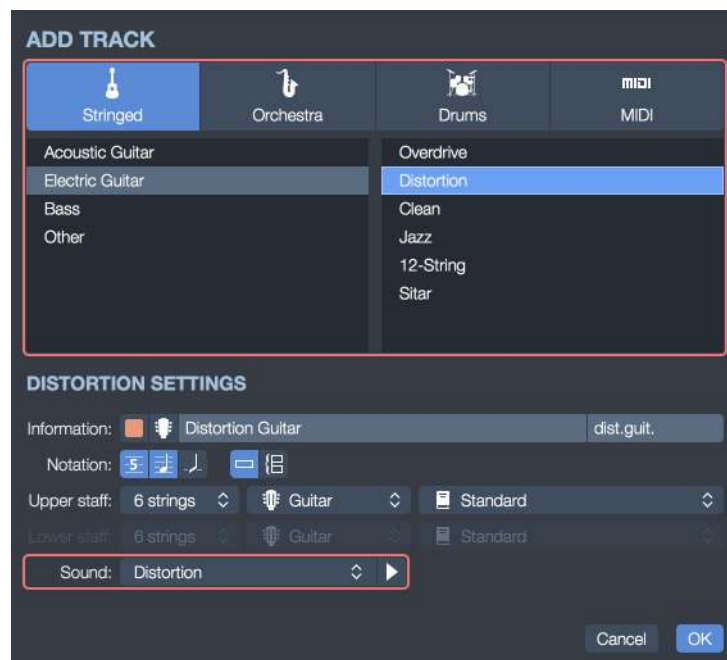 ADD TRACK
Stringed Orchestra Drums MIDI MIDI
Acoustic Guitar
Electric Guitar
Bass
Other
Overdrive
Distortion
Clean
Jazz
12-String
Sitar
DISTORTION SETTINGS
Information: Distortion Guitar dist.guit.
Notation: 5
Upper staff: 6 strings Guitar Standard
Lower staff: 6 strings Guitar Standard
Sound: Distortion
Cancel OK